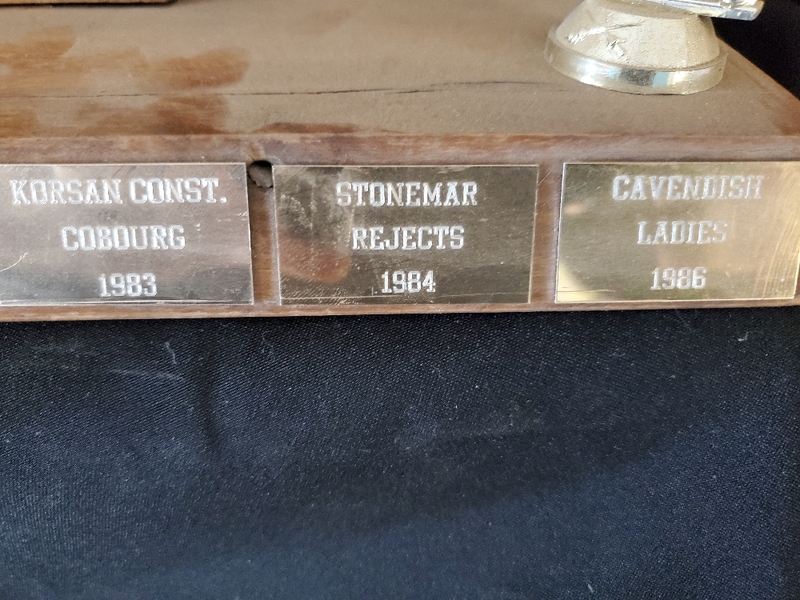 KORSAN CONST.
COBOURG
1983
STONEMAR
REJECTS
1984
CAVENDISH
LADIES
1986